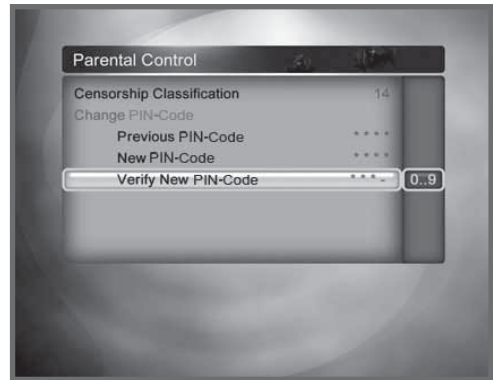 Parental Control
Censorship Classification 14
Change PIN-Code
Previous PIN-Code * * * *
New PIN-Code * * * *
Verify New PIN-Code * * * - 0..9